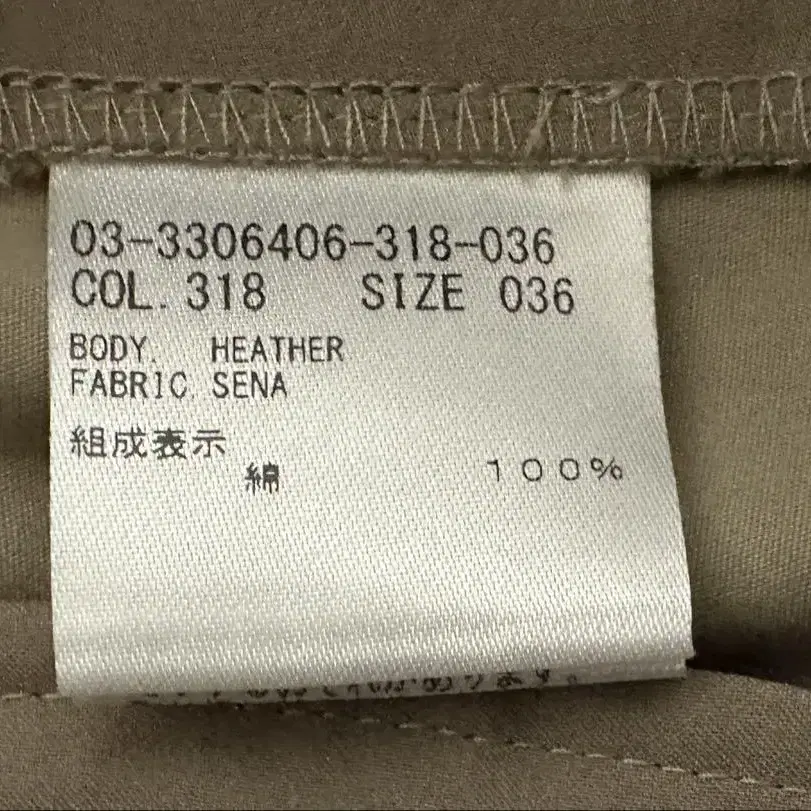 03-3306406-318-036
COL. 318 SIZE 036
BODY. HEATHER
FABRIC SENA
組成表示
綿 100%